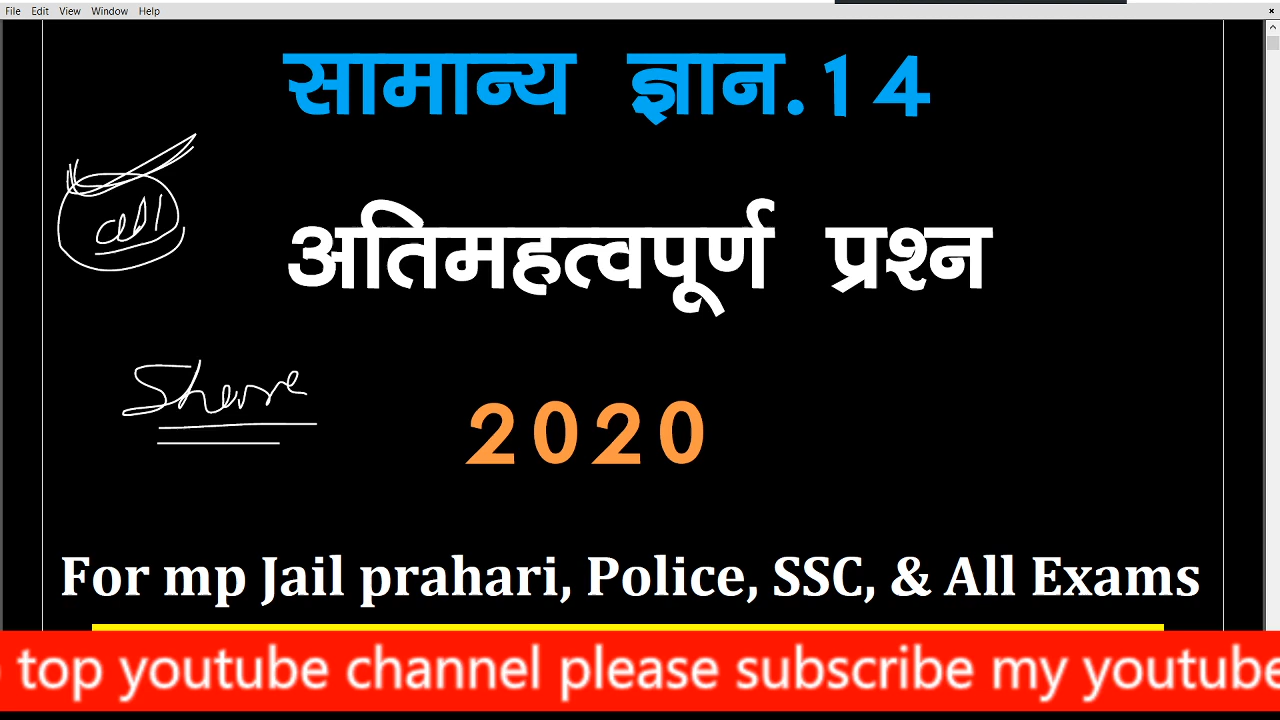 File Edit View Window Help
सामान्य ज्ञान.14
अतिमहत्वपूर्ण प्रश्न
Share
2020
For mp Jail prahari, Police, SSC, & All Exams
top youtube channel please subscribe my youtube